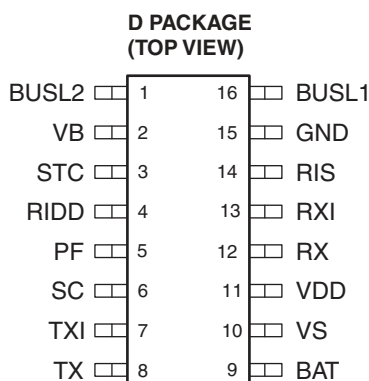 D PACKAGE
(TOP VIEW)
BUSL2 1 16 BUSL1
VB 2 15 GND
STC 3 14 RIS
RIDD 4 13 RXI
PF 5 12 RX
SC 6 11 VDD
TXI 7 10 VS
TX 8 9 BAT